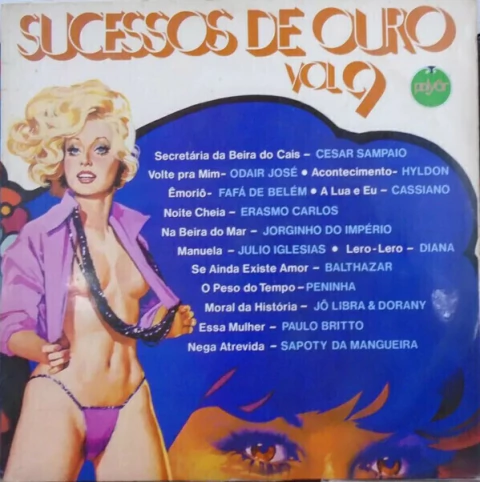 SUCESSOS DE OURO
VOL.9
polyfar
Secretária da Beira do Cais – CESAR SAMPAIO
Volte pra Mim– ODAIR JOSÉ • Acontecimento– HYLDON
Êmoriô- FAFÁ DE BELÉM • A Lua e Eu – CASSIANO
Noite Cheia – ERASMO CARLOS
Na Beira do Mar – JORGINHO DO IMPÉRIO
Manuela – JULIO IGLESIAS • Lero-Lero – DIANA
Se Ainda Existe Amor – BALTHAZAR
O Peso do Tempo – PENINHA
Moral da História – JÔ LIBRA & DORANY
Essa Mulher – PAULO BRITTO
Nega Atrevida – SAPOTY DA MANGUEIRA